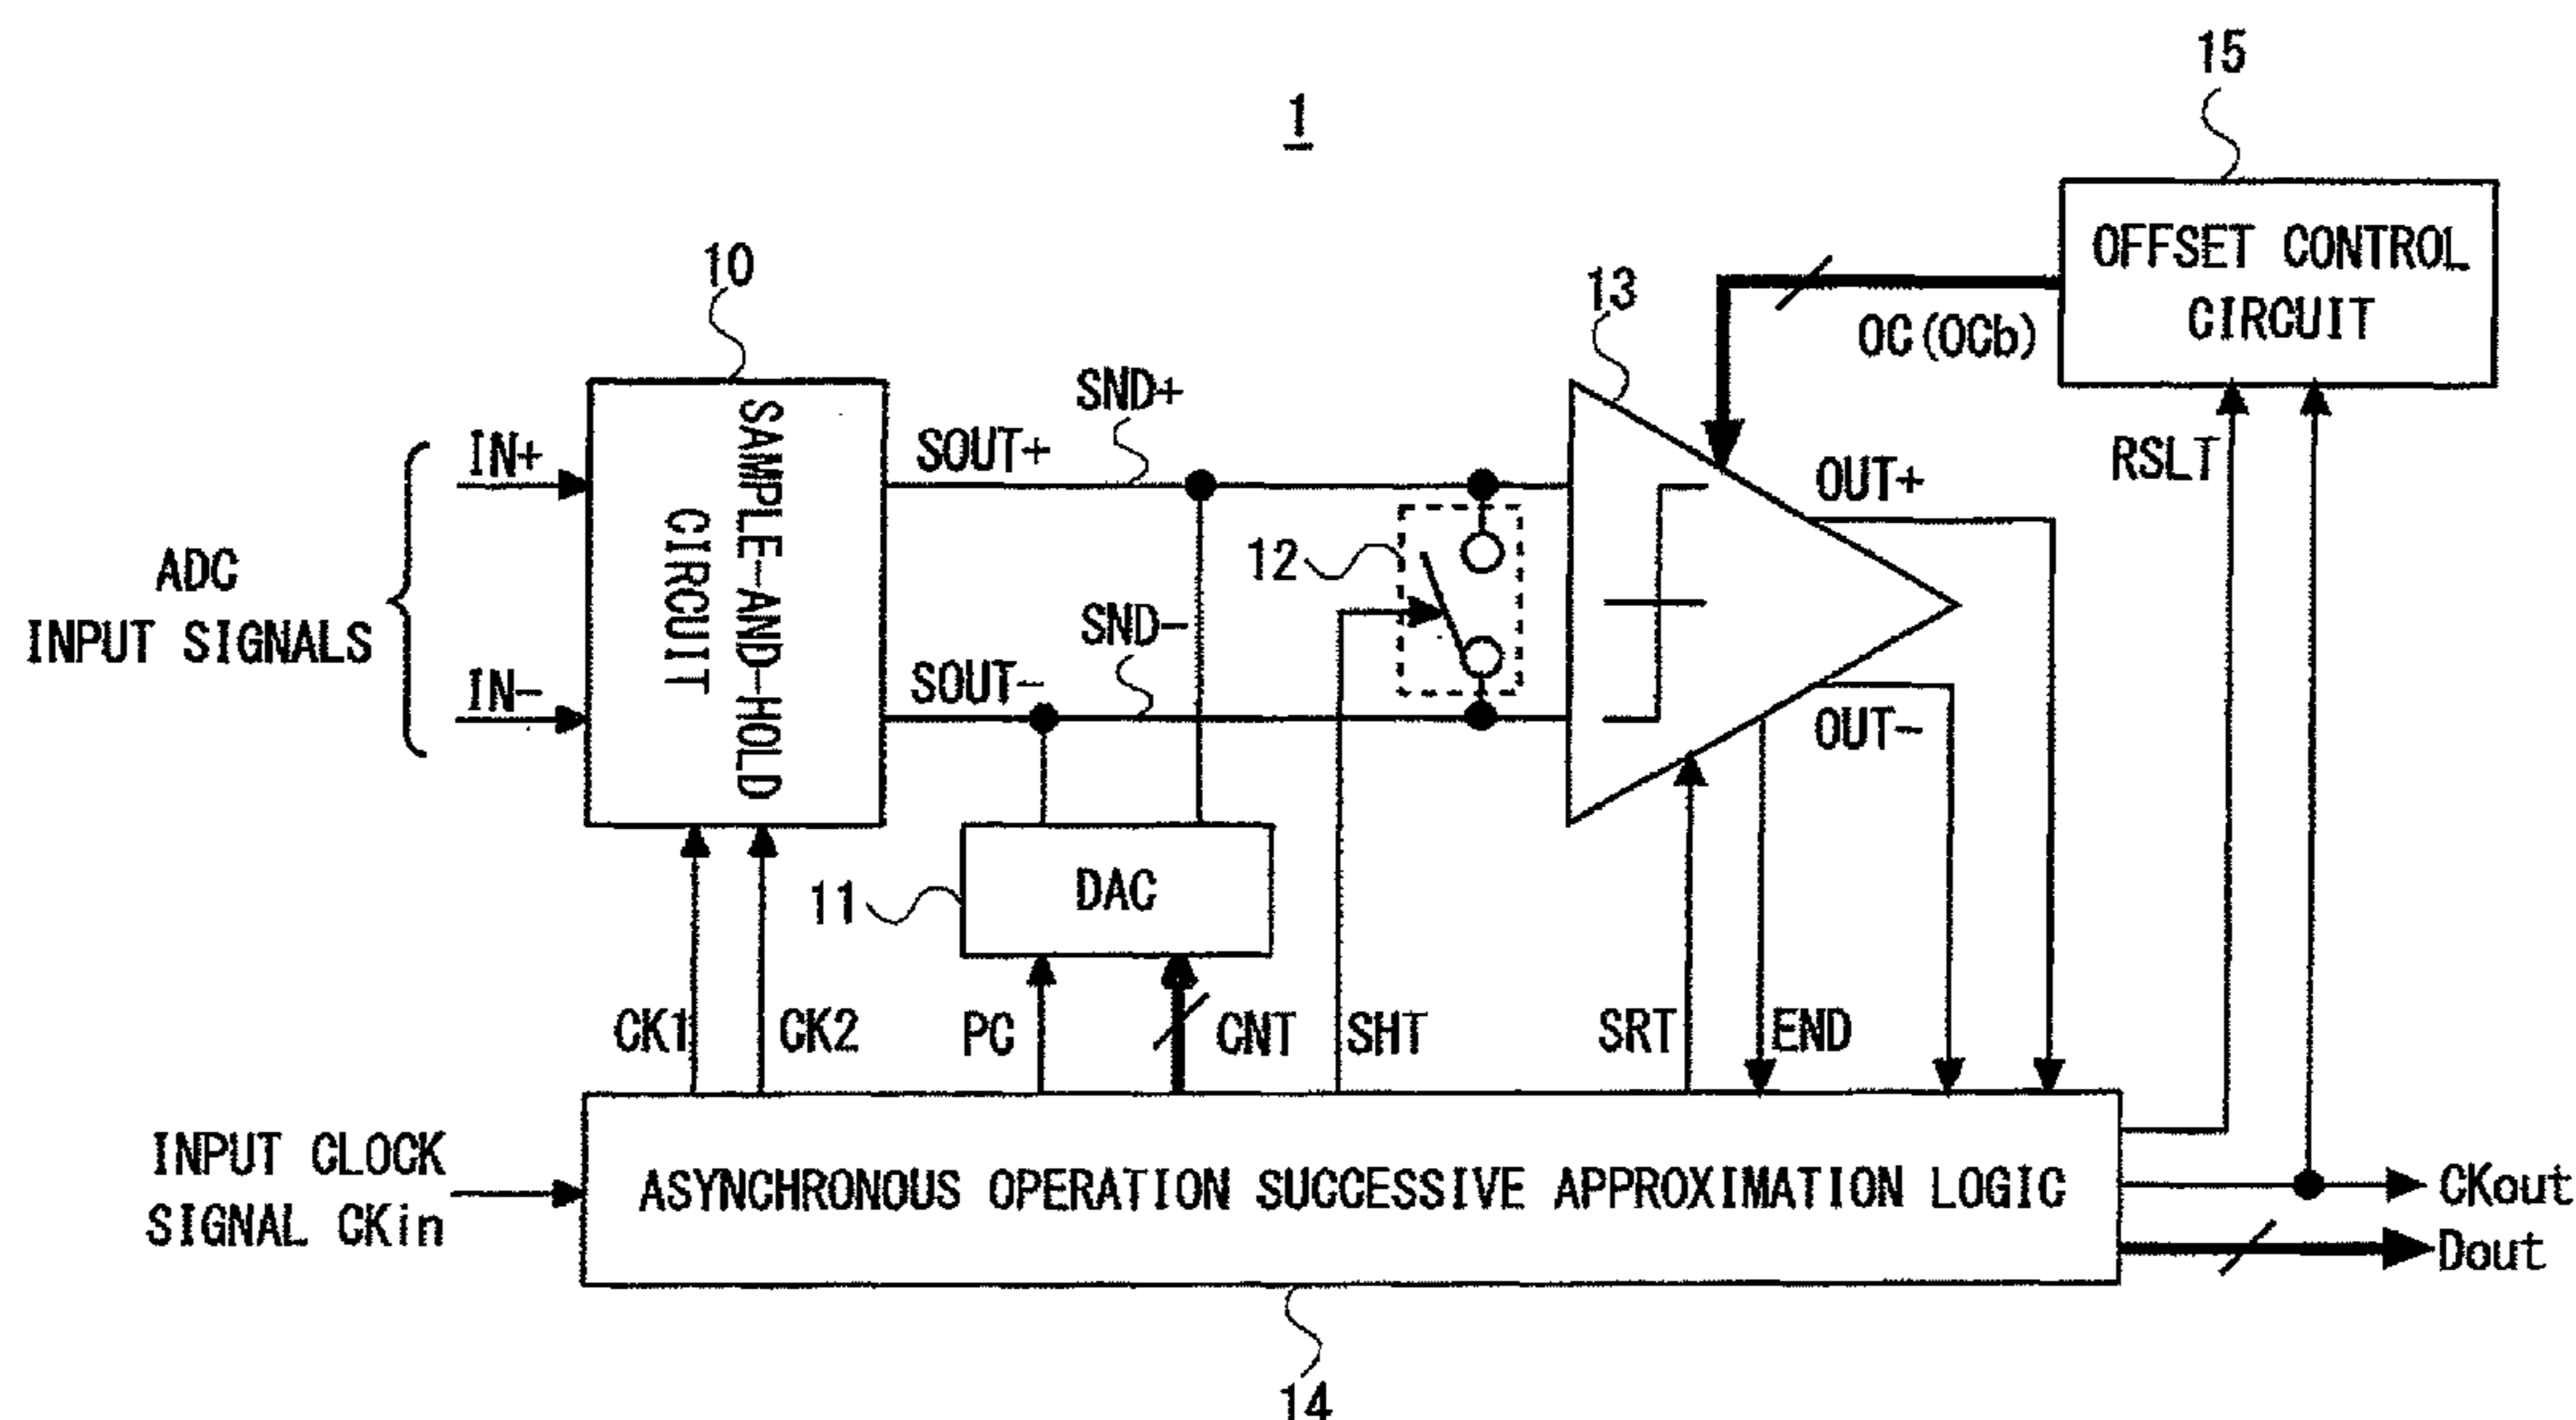 1
15
OFFSET CONTROL
CIRCUIT
10
13
OC(OCb)
SND+
SOUT+
IN+
SAMPLE-AND-HOLD
CIRCUIT
OUT+
RSLT
ADC
INPUT SIGNALS
12
SND-
SOUT-
IN-
OUT-
DAC
11
CK1
CK2
PC
CNT
SHT
SRT
END
INPUT CLOCK
SIGNAL CKin
ASYNCHRONOUS OPERATION SUCCESSIVE APPROXIMATION LOGIC
CKout
Dout
14